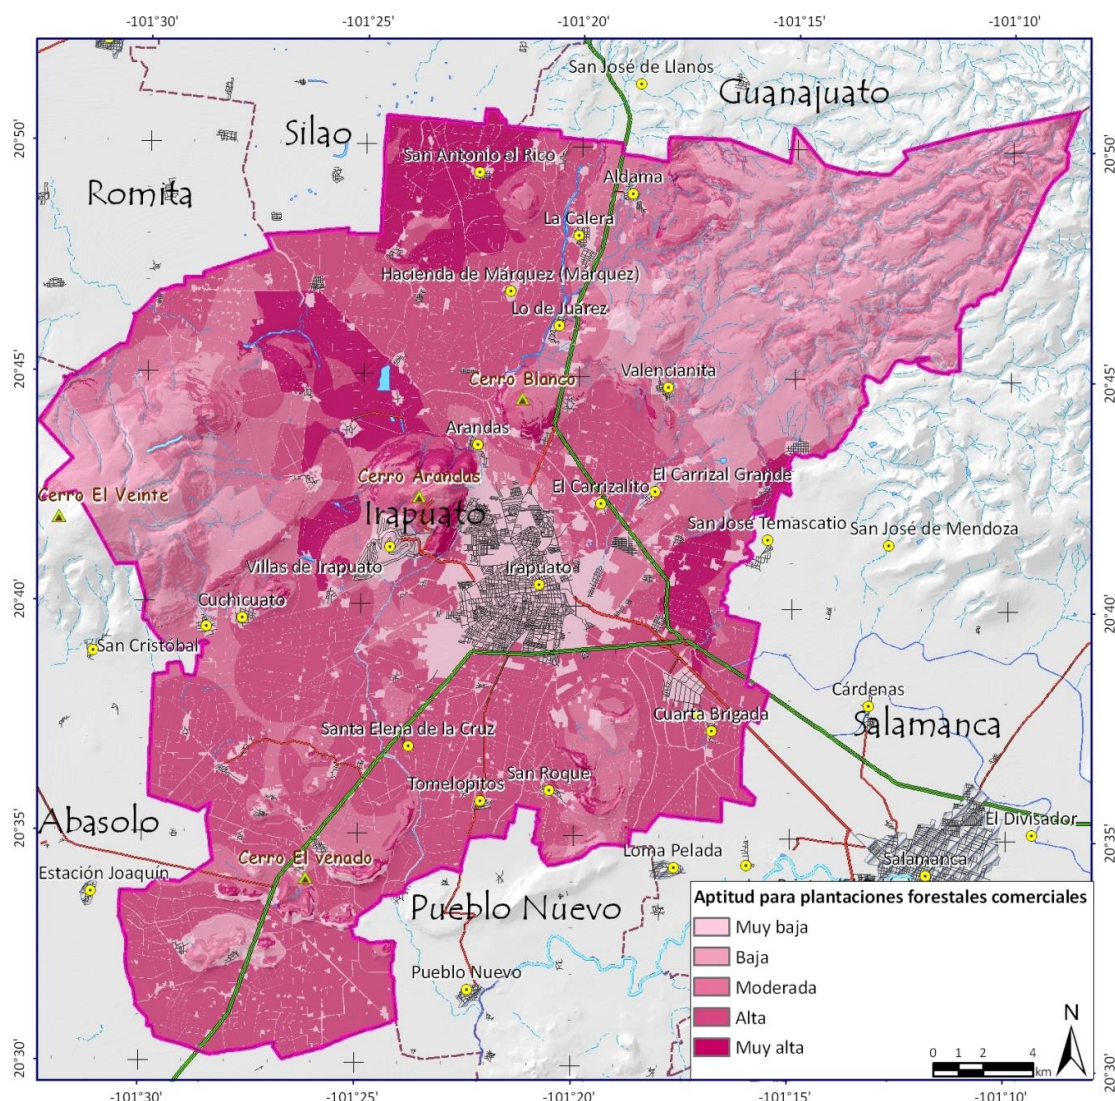 -101°30'
-101°25'
-101°20'
-101°15'
-101°10'
San José de Llanos
Guanajuato
Silao
20°50'
20°50'
San Antonio el Rico
Romita
Aldama
La Calera
Hacienda de Márquez (Márquez)
Lo de Juárez
20°45'
20°45'
Valencianita
Cerro Blanco
Arandas
Cerro Arandas
El Carrizal Grande
El Carrizalito
Cerro El Veinte
Irapuato
San José Temascatio
San José de Mendoza
Villas de Irapuato
Irapuato
20°40'
20°40'
Cuchicuato
San Cristóbal
Cárdenas
Cuarta Brigada
Salamanca
Santa Elena de la Cruz
San Roque
Tomelopitos
Abasolo
20°35'
20°35'
El Divisador
Loma Pelada
Cerro El venado
Salamanca
Estación Joaquín
Pueblo Nuevo
Pueblo Nuevo
Aptitud para plantaciones forestales comerciales
Muy baja
Baja
Moderada
Alta
Muy alta
N
0 1 2 4
km
20°30'
20°30'
-101°30'
-101°25'
-101°20'
-101°15'
-101°10'